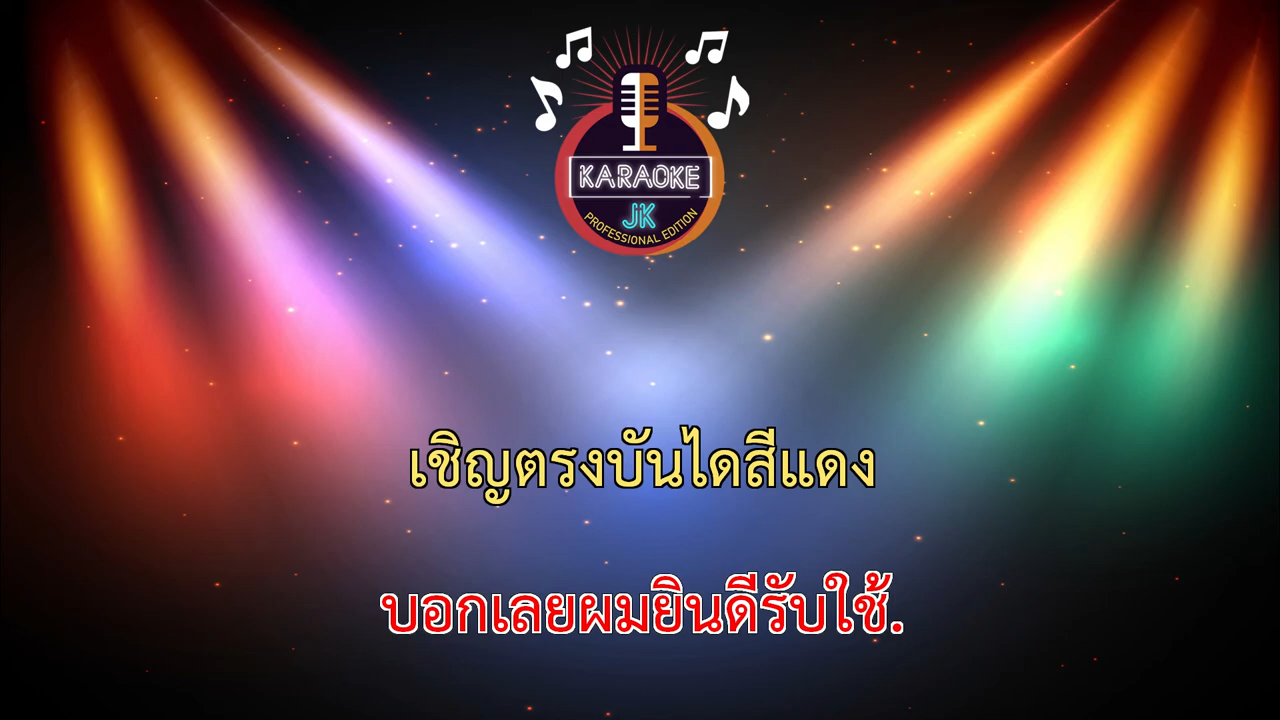 KARAOKE
JK
PROFESSIONAL EDITION
เชิญตรงบันไดสีแดง
บอกเลยผมยินดีรับใช้.